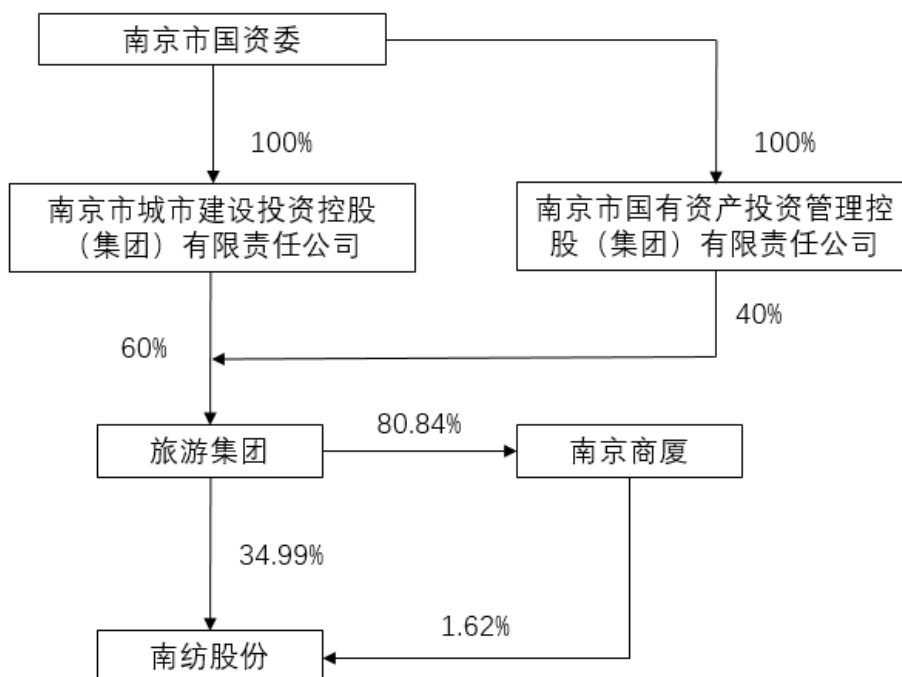 南京市国资委
100%
100%
南京市城市建设投资控股
（集团）有限责任公司
南京市国有资产投资管理控
股（集团）有限责任公司
60%
40%
旅游集团
80.84%
南京商厦
34.99%
1.62%
南纺股份